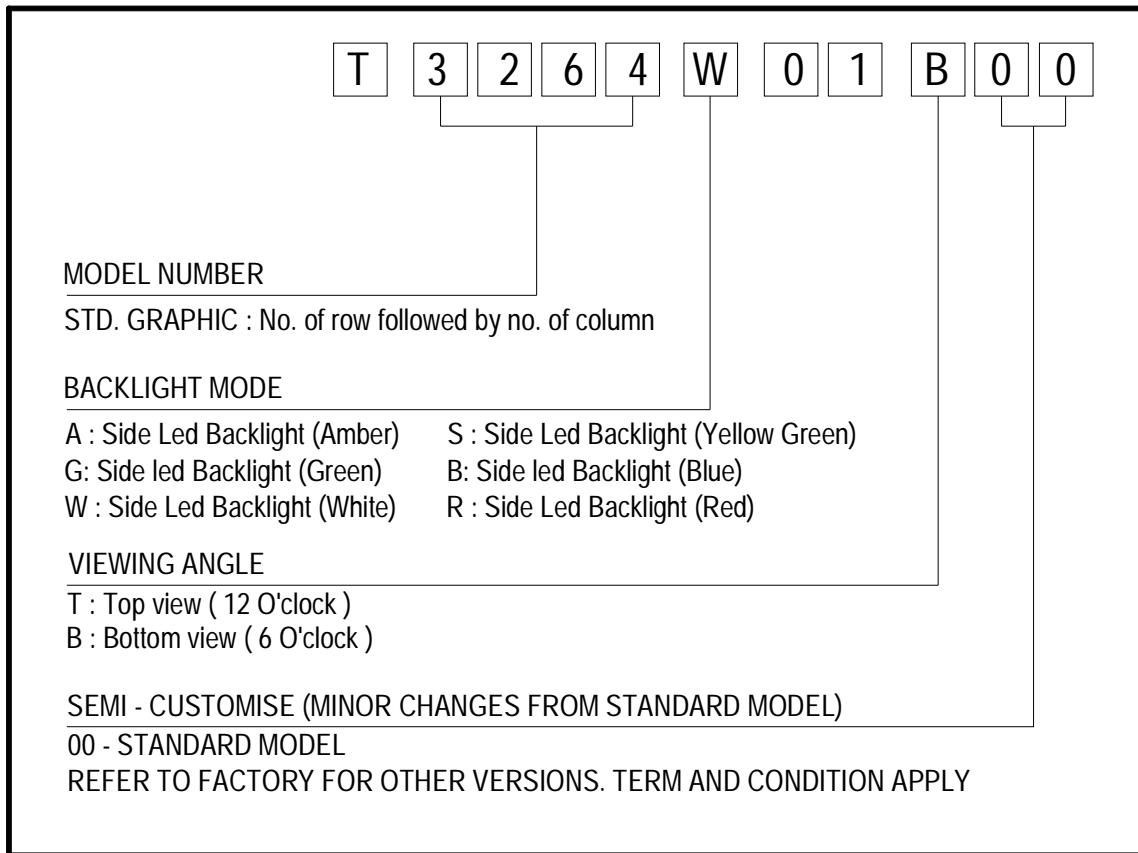 T 3 2 6 4 W 0 1 B 0 0
MODEL NUMBER
STD. GRAPHIC : No. of row followed by no. of column
BACKLIGHT MODE
A : Side Led Backlight (Amber) S : Side Led Backlight (Yellow Green)
G: Side led Backlight (Green) B: Side led Backlight (Blue)
W : Side Led Backlight (White) R : Side Led Backlight (Red)
VIEWING ANGLE
T : Top view ( 12 O'clock )
B : Bottom view ( 6 O'clock )
SEMI - CUSTOMISE (MINOR CHANGES FROM STANDARD MODEL)
00 - STANDARD MODEL
REFER TO FACTORY FOR OTHER VERSIONS. TERM AND CONDITION APPLY